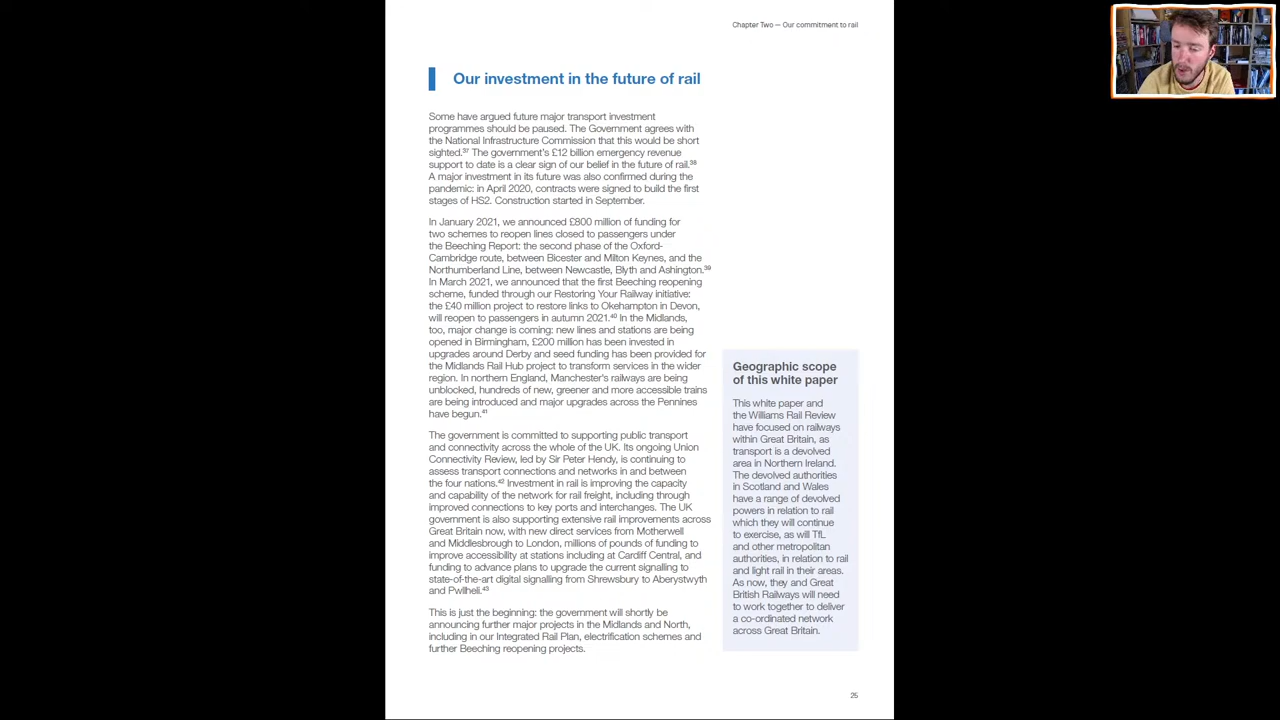 Chapter Two — Our commitment to rail
Our investment in the future of rail
Some have argued future major transport investment
programmes should be paused. The Government agrees with
the National Infrastructure Commission that this would be short
sighted.³⁷ The government's £12 billion emergency revenue
support to date is a clear sign of our belief in the future of rail.³⁸
A major investment in its future was also confirmed during the
pandemic: in April 2020, contracts were signed to build the first
stages of HS2. Construction started in September.
In January 2021, we announced £800 million of funding for
two schemes to reopen lines closed to passengers under
the Beeching Report: the second phase of the Oxford-
Cambridge route, between Bicester and Milton Keynes, and the
Northumberland Line, between Newcastle, Blyth and Ashington.³⁹
In March 2021, we announced that the first Beeching reopening
scheme, funded through our Restoring Your Railway initiative:
the £40 million project to restore links to Okehampton in Devon,
will reopen to passengers in autumn 2021.⁴⁰ In the Midlands,
too, major change is coming: new lines and stations are being
opened in Birmingham, £200 million has been invested in
upgrades around Derby and seed funding has been provided for
the Midlands Rail Hub project to transform services in the wider
region. In northern England, Manchester's railways are being
unblocked, hundreds of new, greener and more accessible trains
are being introduced and major upgrades across the Pennines
have begun.⁴¹
The government is committed to supporting public transport
and connectivity across the whole of the UK. Its ongoing Union
Connectivity Review, led by Sir Peter Hendy, is continuing to
assess transport connections and networks in and between
the four nations.⁴² Investment in rail is improving the capacity
and capability of the network for rail freight, including through
improved connections to key ports and interchanges. The UK
government is also supporting extensive rail improvements across
Great Britain now, with new direct services from Motherwell
and Middlesbrough to London, millions of pounds of funding to
improve accessibility at stations including at Cardiff Central, and
funding to advance plans to upgrade the current signalling to
state-of-the-art digital signalling from Shrewsbury to Aberystwyth
and Pwllheli.⁴³
This is just the beginning: the government will shortly be
announcing further major projects in the Midlands and North,
including in our Integrated Rail Plan, electrification schemes and
further Beeching reopening projects.
Geographic scope
of this white paper
This white paper and
the Williams Rail Review
have focused on railways
within Great Britain, as
transport is a devolved
area in Northern Ireland.
The devolved authorities
in Scotland and Wales
have a range of devolved
powers in relation to rail
which they will continue
to exercise, as will TfL
and other metropolitan
authorities, in relation to rail
and light rail in their areas.
As now, they and Great
British Railways will need
to work together to deliver
a co-ordinated network
across Great Britain.
25